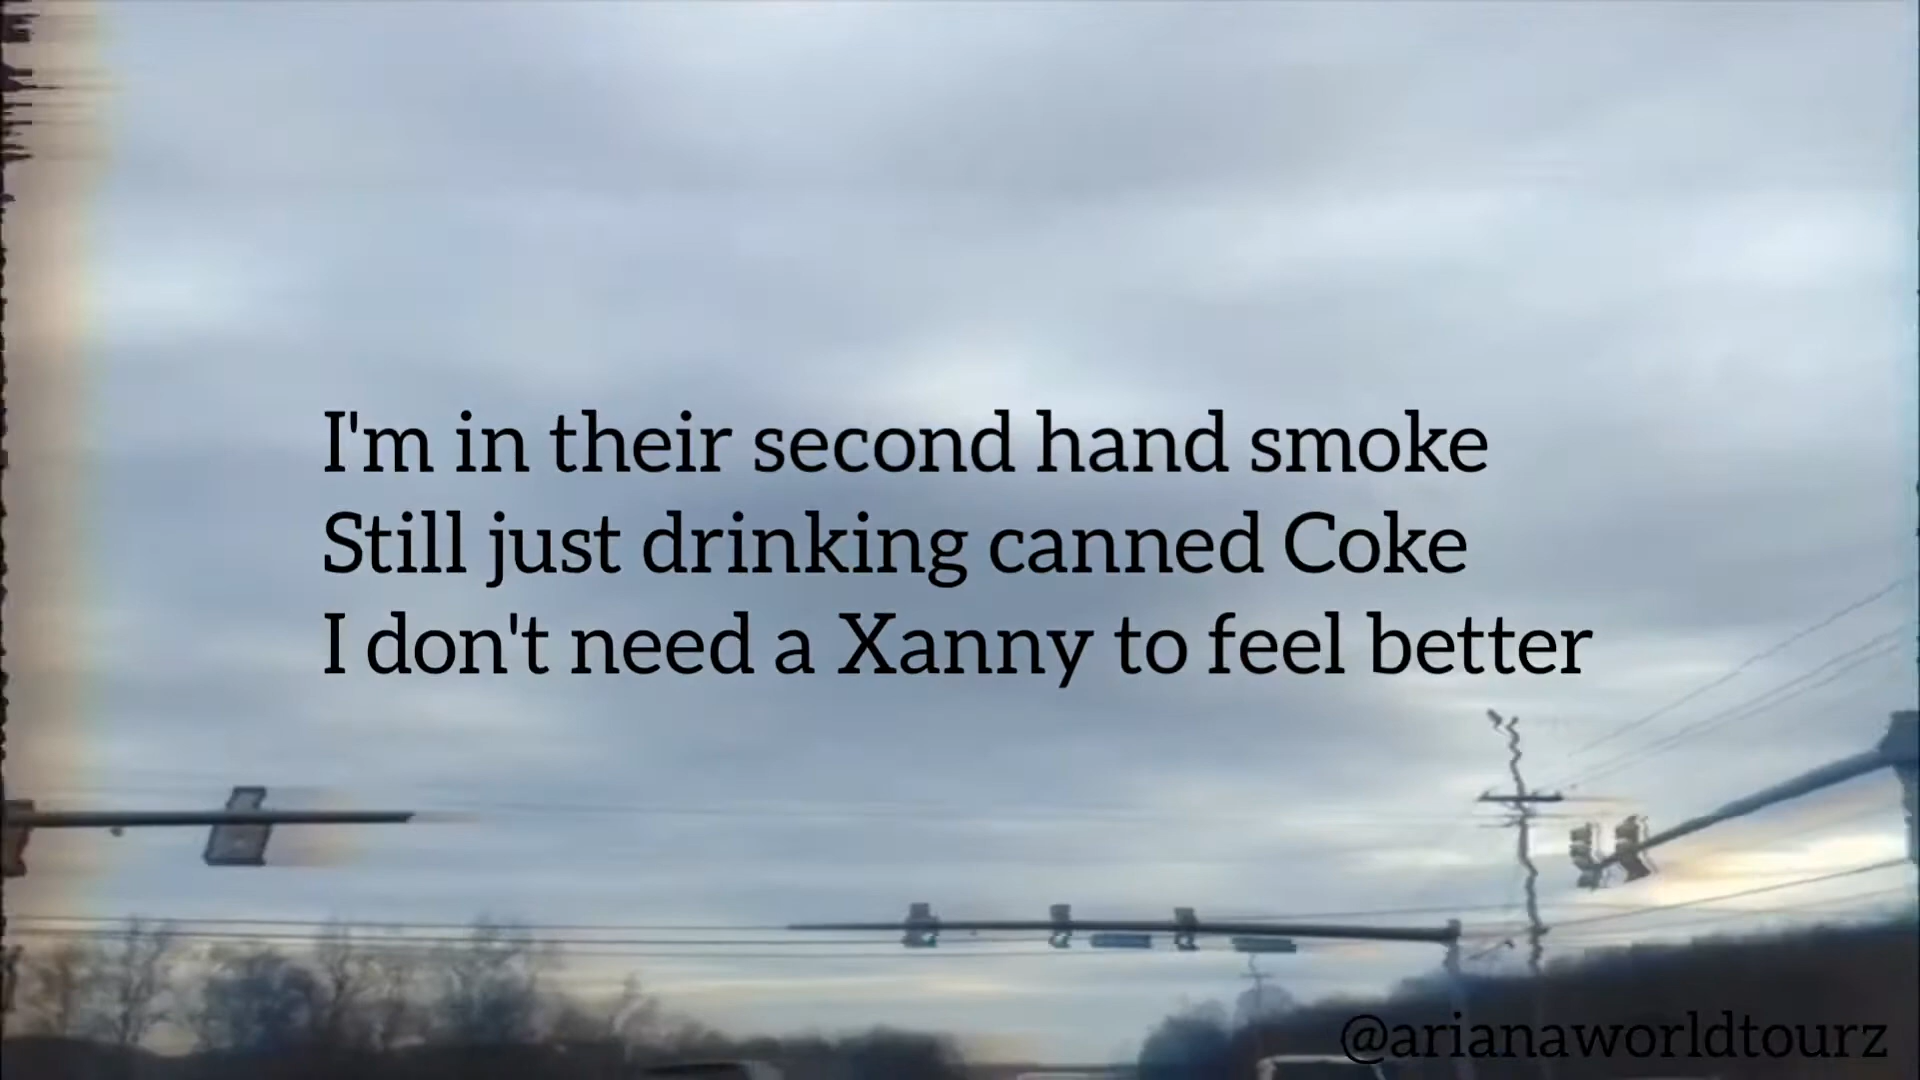 I'm in their second hand smoke
Still just drinking canned Coke
I don't need a Xanny to feel better
@arianaworldtourz